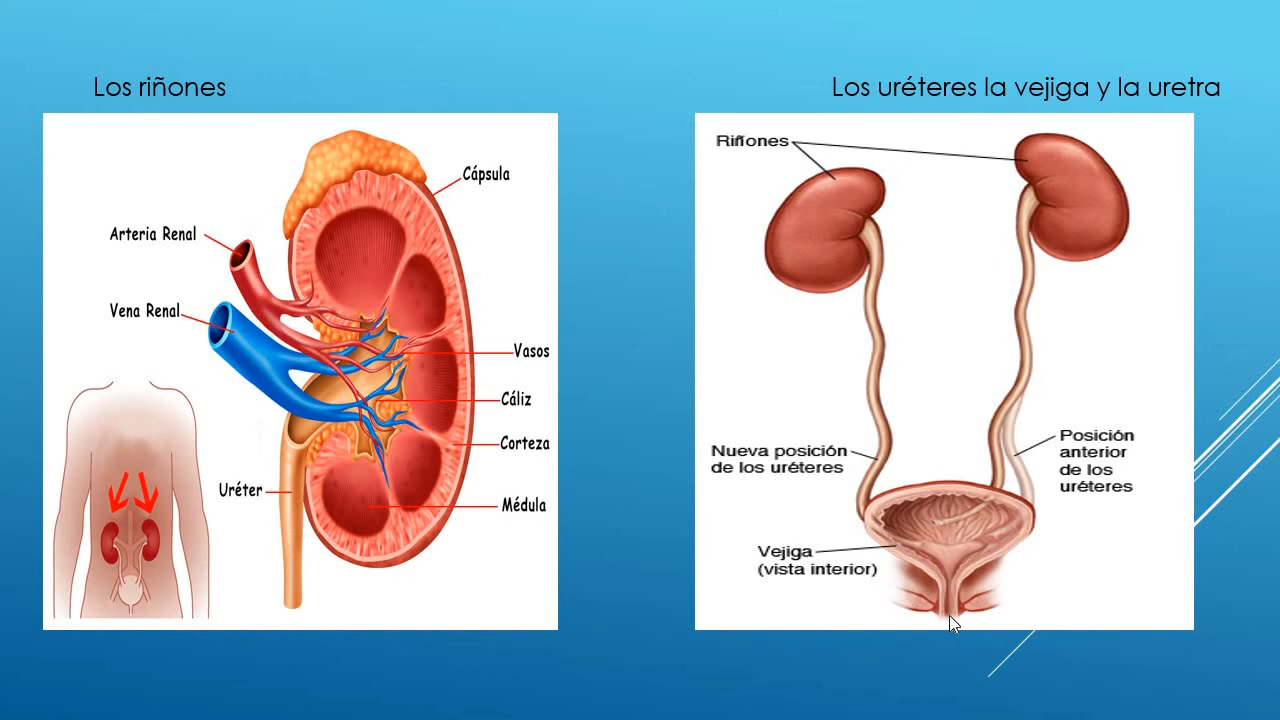 Los riñones
Cápsula
Arteria Renal
Vena Renal
Vasos
Cáliz
Corteza
Uréter
Médula
Los uréteres la vejiga y la uretra
Riñones
Nueva posición
de los uréteres
Posición
anterior
de los
uréteres
Vejiga
(vista interior)